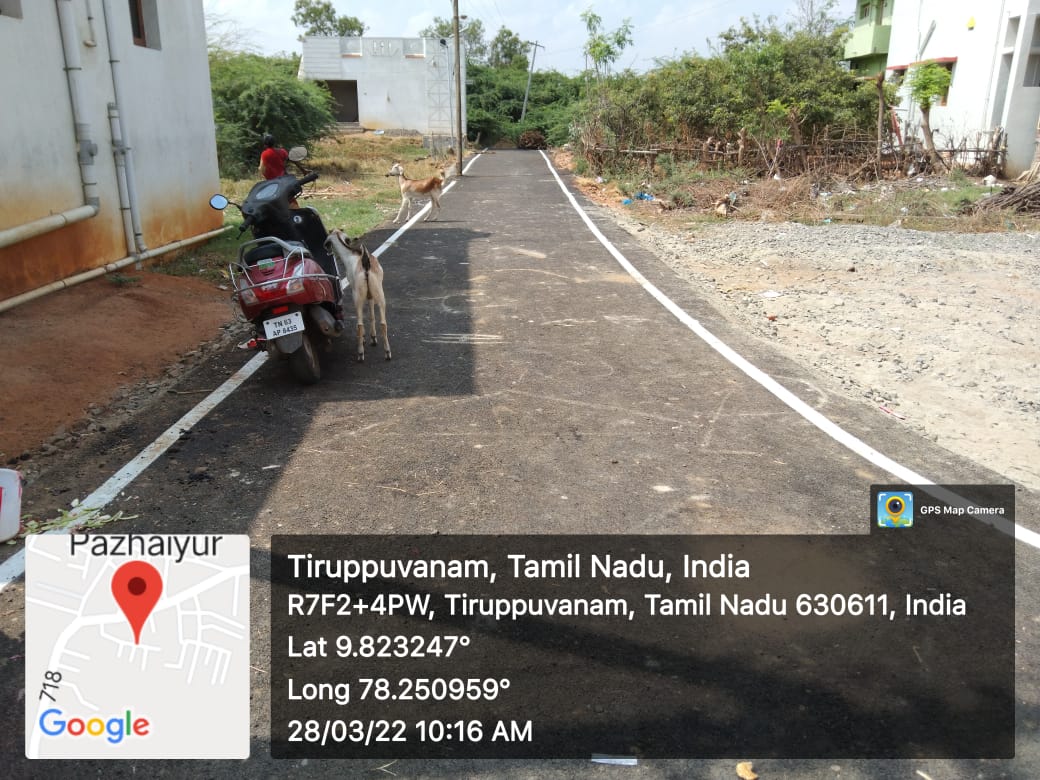 TN 63
AP 8435
GPS Map Camera
Pazhaiyur
718
Google
Tiruppuvanam, Tamil Nadu, India
R7F2+4PW, Tiruppuvanam, Tamil Nadu 630611, India
Lat 9.823247°
Long 78.250959°
28/03/22 10:16 AM